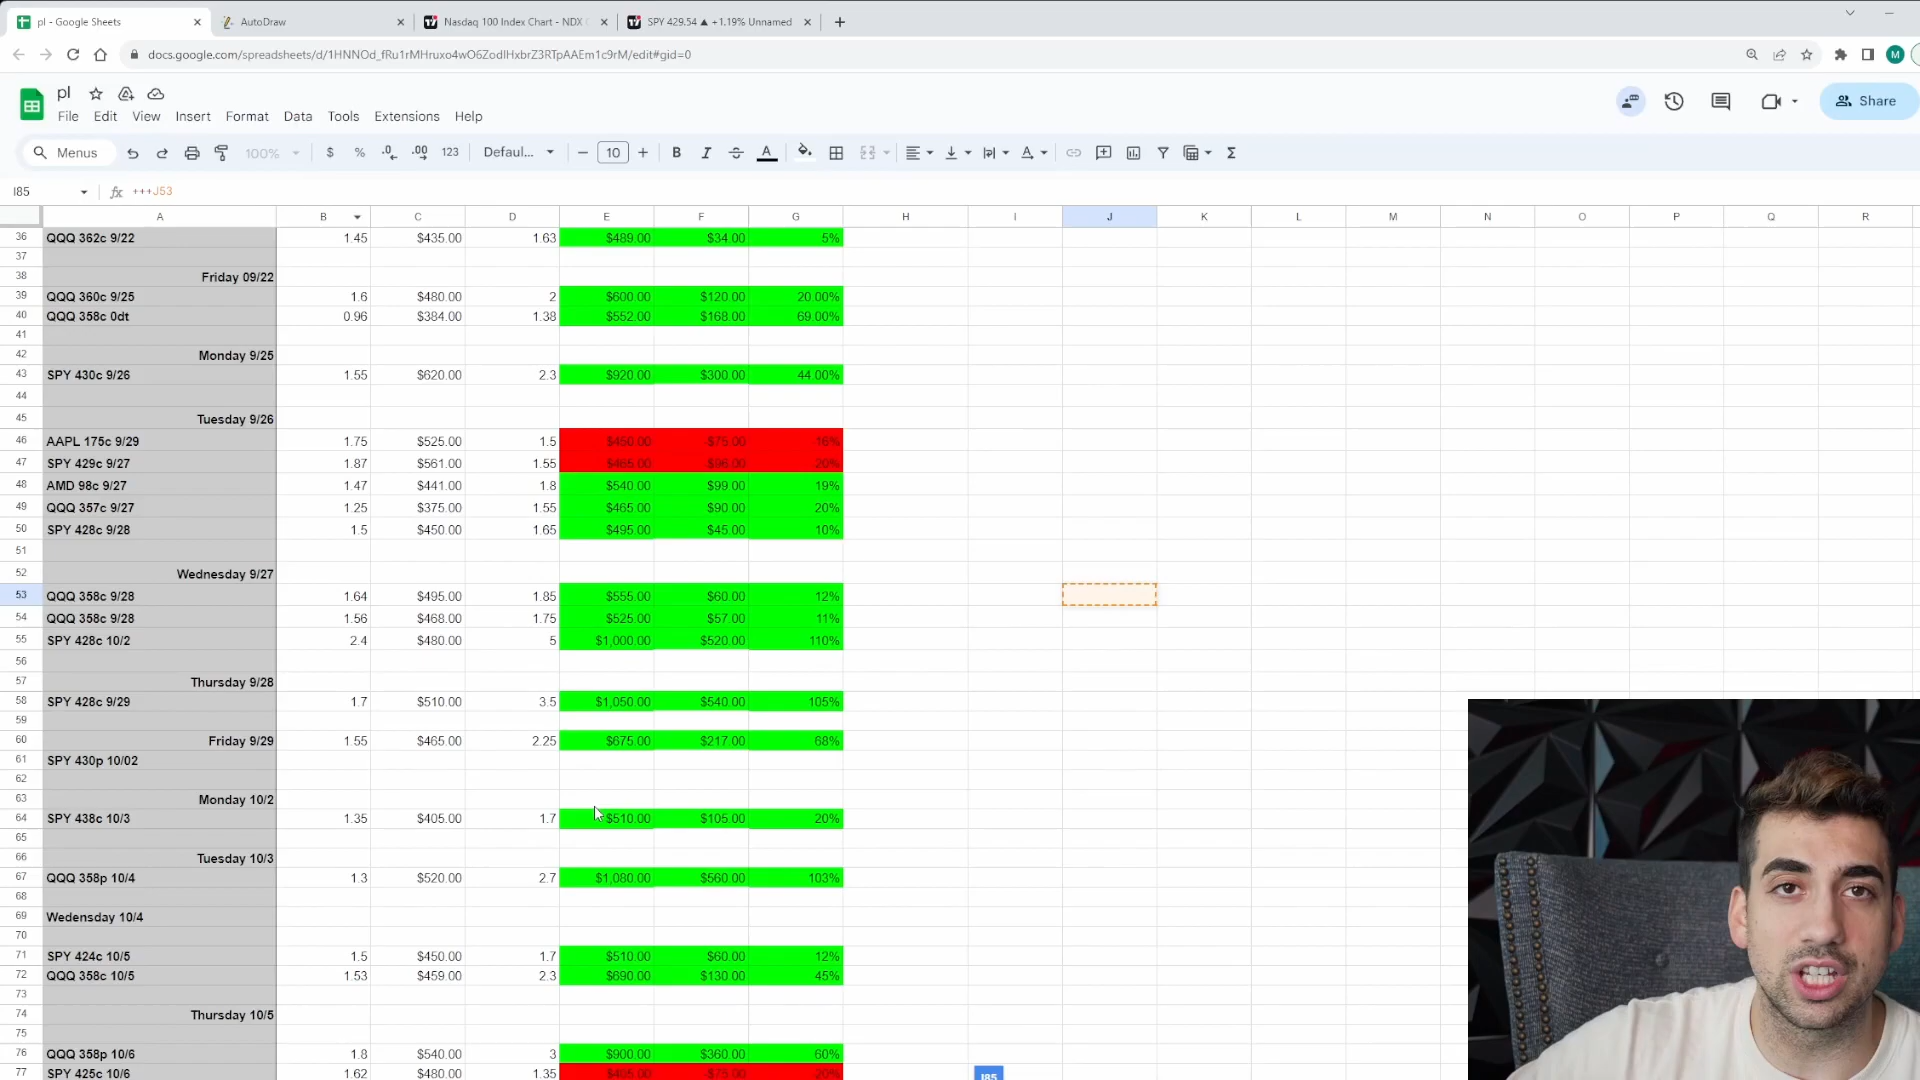 pl - Google Sheets
AutoDraw
Nasdaq 100 Index Chart - NDX
SPY 429.54 ▲ +1.19% Unnamed
docs.google.com/spreadsheets/d/1HNNOd_fRu1rMHruxo4wO6ZodIHxbrZ3RTpAAEm1c9rM/edit#gid=0
M
pl
File Edit View Insert Format Data Tools Extensions Help
Share
Menus 100% $ % .0 .00 123 Defaul... − 10 + B I A Σ
I85 fx +++J53
A B C D E F G H I J K L M N O P Q R
36 QQQ 362c 9/22 1.45 $435.00 1.63 $489.00 $34.00 5%
37
38 Friday 09/22
39 QQQ 360c 9/25 1.6 $480.00 2 $600.00 $120.00 20.00%
40 QQQ 358c 0dt 0.96 $384.00 1.38 $552.00 $168.00 69.00%
41
42 Monday 9/25
43 SPY 430c 9/26 1.55 $620.00 2.3 $920.00 $300.00 44.00%
44
45 Tuesday 9/26
46 AAPL 175c 9/29 1.75 $525.00 1.5 $450.00 -$75.00 -16%
47 SPY 429c 9/27 1.87 $561.00 1.55 $465.00 -$96.00 -20%
48 AMD 98c 9/27 1.47 $441.00 1.8 $540.00 $99.00 19%
49 QQQ 357c 9/27 1.25 $375.00 1.55 $465.00 $90.00 20%
50 SPY 428c 9/28 1.5 $450.00 1.65 $495.00 $45.00 10%
51
52 Wednesday 9/27
53 QQQ 358c 9/28 1.64 $495.00 1.85 $555.00 $60.00 12%
54 QQQ 358c 9/28 1.56 $468.00 1.75 $525.00 $57.00 11%
55 SPY 428c 10/2 2.4 $480.00 5 $1,000.00 $520.00 110%
56
57 Thursday 9/28
58 SPY 428c 9/29 1.7 $510.00 3.5 $1,050.00 $540.00 105%
59
60 Friday 9/29 1.55 $465.00 2.25 $675.00 $217.00 68%
61 SPY 430p 10/02
62
63 Monday 10/2
64 SPY 438c 10/3 1.35 $405.00 1.7 $510.00 $105.00 20%
65
66 Tuesday 10/3
67 QQQ 358p 10/4 1.3 $520.00 2.7 $1,080.00 $560.00 103%
68
69 Wedensday 10/4
70
71 SPY 424c 10/5 1.5 $450.00 1.7 $510.00 $60.00 12%
72 QQQ 358c 10/5 1.53 $459.00 2.3 $690.00 $130.00 45%
73
74 Thursday 10/5
75
76 QQQ 358p 10/6 1.8 $540.00 3 $900.00 $360.00 60%
77 SPY 425c 10/6 1.62 $480.00 1.35 $405.00 -$75.00 -20%
I85